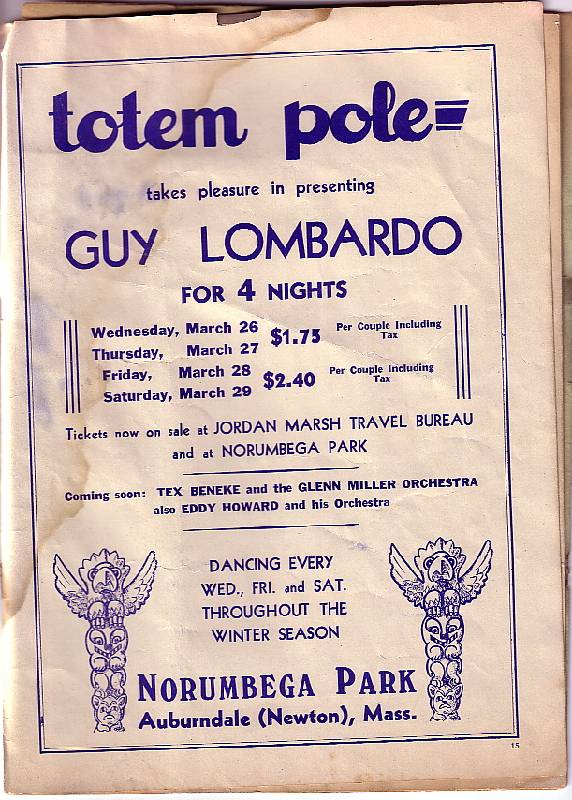 totem pole
takes pleasure in presenting
GUY LOMBARDO
FOR 4 NIGHTS
Wednesday, March 26 $1.75 Per Couple Including Tax
Thursday, March 27
Friday, March 28 $2.40 Per Couple Including Tax
Saturday, March 29
Tickets now on sale at JORDAN MARSH TRAVEL BUREAU
and at NORUMBEGA PARK
Coming soon: TEX BENEKE and the GLENN MILLER ORCHESTRA
also EDDY HOWARD and his Orchestra
DANCING EVERY
WED., FRI. and SAT.
THROUGHOUT THE
WINTER SEASON
NORUMBEGA PARK
Auburndale (Newton), Mass.
15